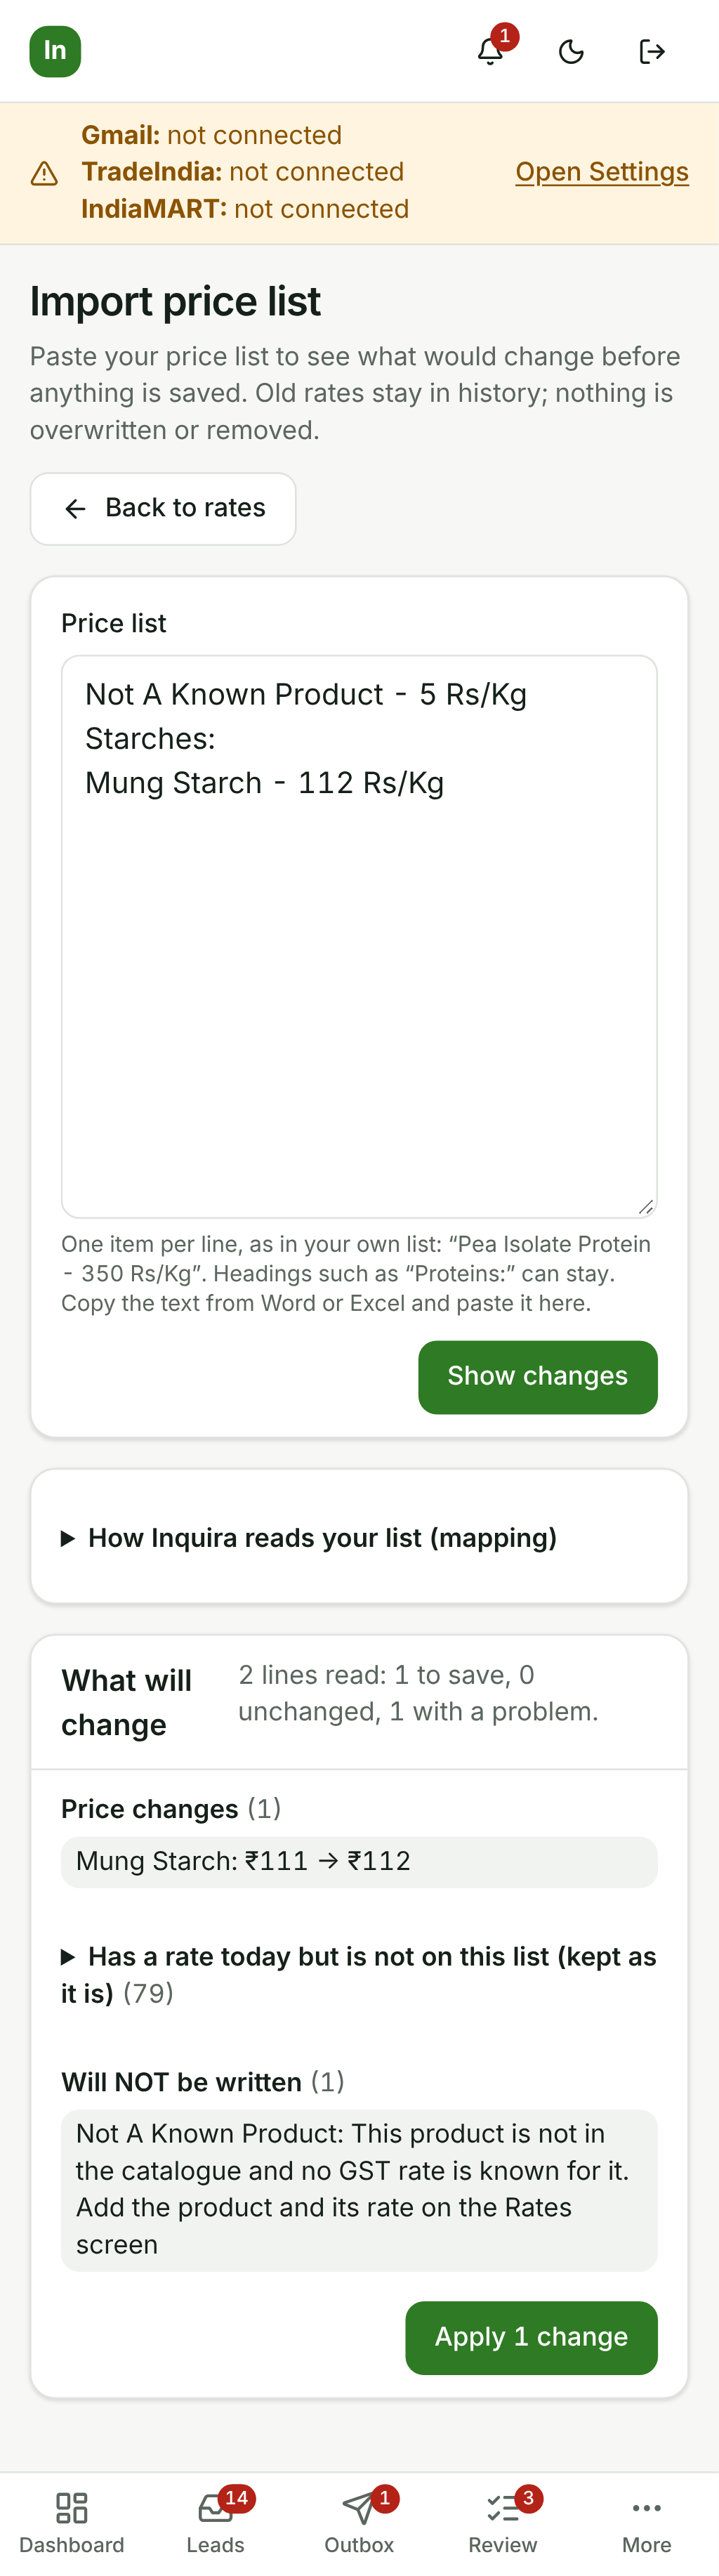 In
1
Gmail: not connected
TradeIndia: not connected
IndiaMART: not connected
Open Settings
Import price list
Paste your price list to see what would change before
anything is saved. Old rates stay in history; nothing is
overwritten or removed.
← Back to rates
Price list
Not A Known Product - 5 Rs/Kg
Starches:
Mung Starch - 112 Rs/Kg
One item per line, as in your own list: “Pea Isolate Protein
- 350 Rs/Kg”. Headings such as “Proteins:” can stay.
Copy the text from Word or Excel and paste it here.
Show changes
▶ How Inquira reads your list (mapping)
What will
change
2 lines read: 1 to save, 0
unchanged, 1 with a problem.
Price changes (1)
Mung Starch: ₹111 → ₹112
▶ Has a rate today but is not on this list (kept as
it is) (79)
Will NOT be written (1)
Not A Known Product: This product is not in
the catalogue and no GST rate is known for it.
Add the product and its rate on the Rates
screen
Apply 1 change
14
1
3
Dashboard
Leads
Outbox
Review
More